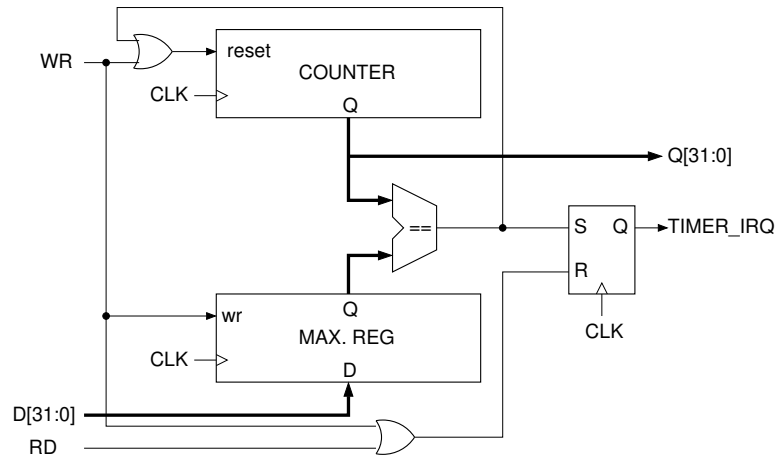 reset
WR
COUNTER
CLK
Q
Q[31:0]
==
S
Q
TIMER_IRQ
R
Q
wr
MAX. REG
CLK
CLK
D
D[31:0]
RD